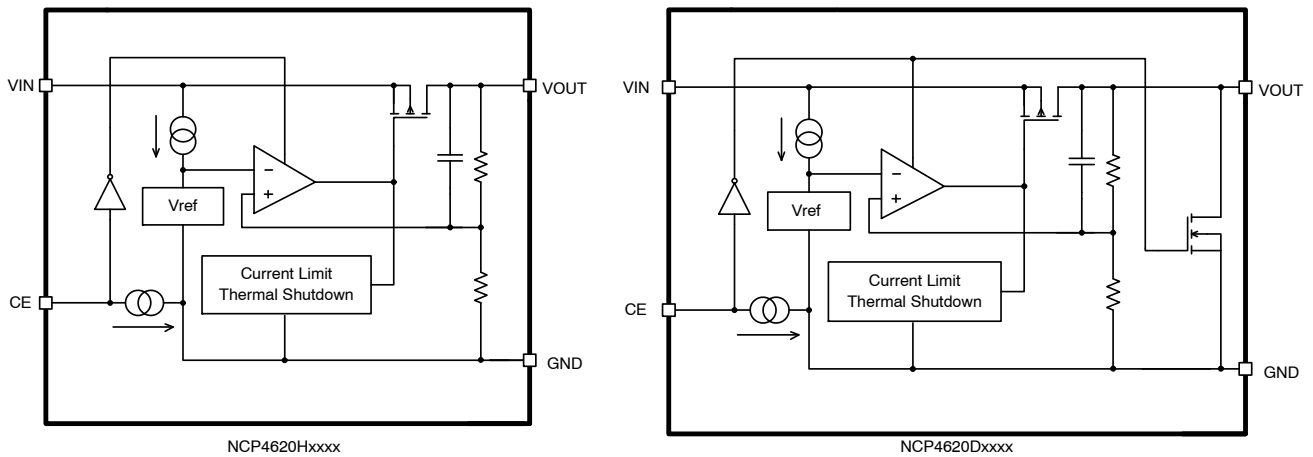 VIN
VOUT
−
+
Vref
Current Limit
Thermal Shutdown
CE
GND
NCP4620Hxxxx
VIN
VOUT
−
+
Vref
Current Limit
Thermal Shutdown
CE
GND
NCP4620Dxxxx